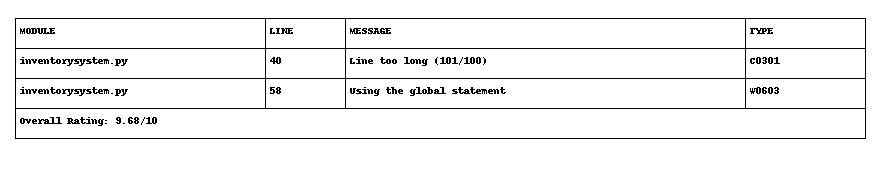 MODULE LINE MESSAGE TYPE
inventorysystem.py 40 Line too long (101/100) C0301
inventorysystem.py 58 Using the global statement W0603
Overall Rating: 9.68/10